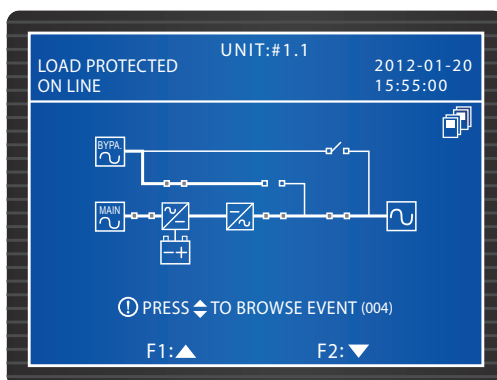 UNIT:#1.1
LOAD PROTECTED
2012-01-20
ON LINE
15:55:00
BYPA.
MAIN
PRESS TO BROWSE EVENT (004)
F1: F2: